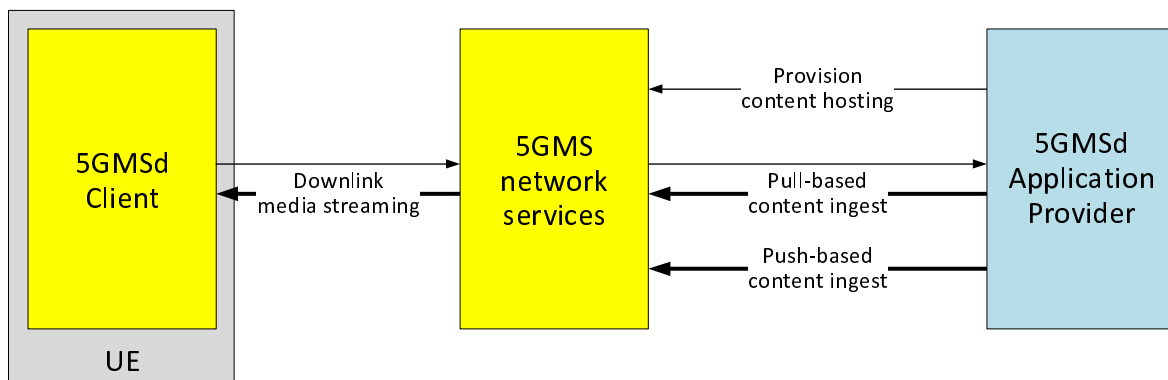 5GMSd
Client
UE
Downlink
media streaming
5GMS
network
services
Provision
content hosting
Pull-based
content ingest
Push-based
content ingest
5GMSd
Application
Provider